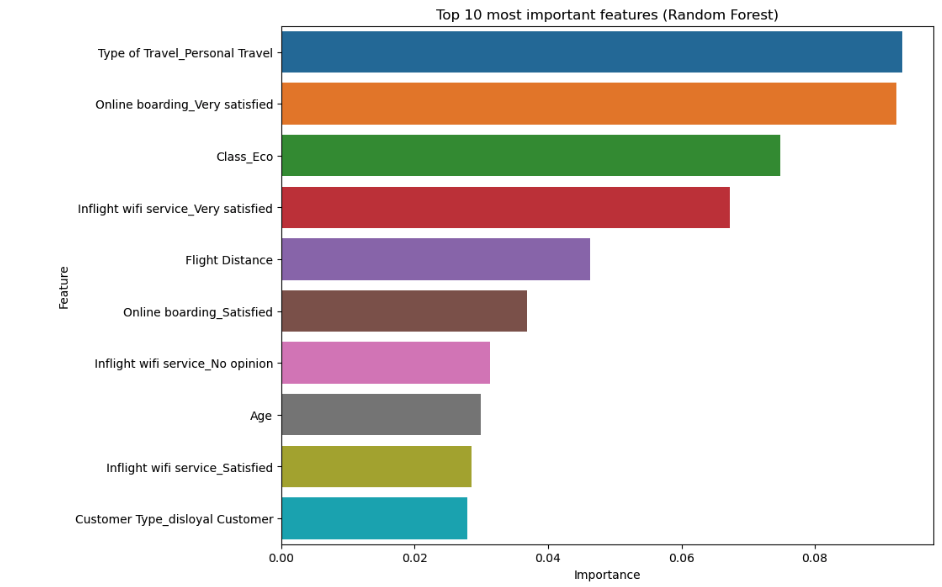 Top 10 most important features (Random Forest)
Type of Travel_Personal Travel
Online boarding_Very satisfied
Class_Eco
Inflight wifi service_Very satisfied
Flight Distance
Online boarding_Satisfied
Inflight wifi service_No opinion
Age
Inflight wifi service_Satisfied
Customer Type_disloyal Customer
Feature
0.00 0.02 0.04 0.06 0.08
Importance